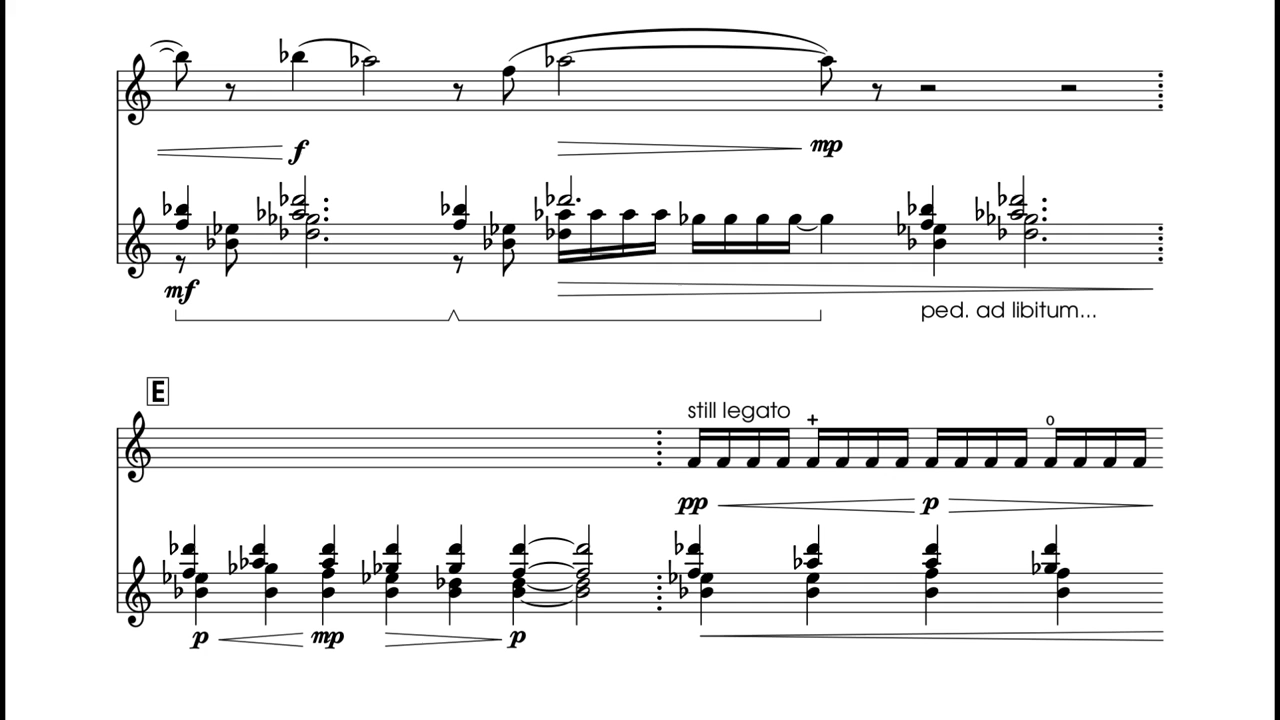 f
mp
mf
ped. ad libitum...
E
still legato
+
o
pp
p
p
mp
p